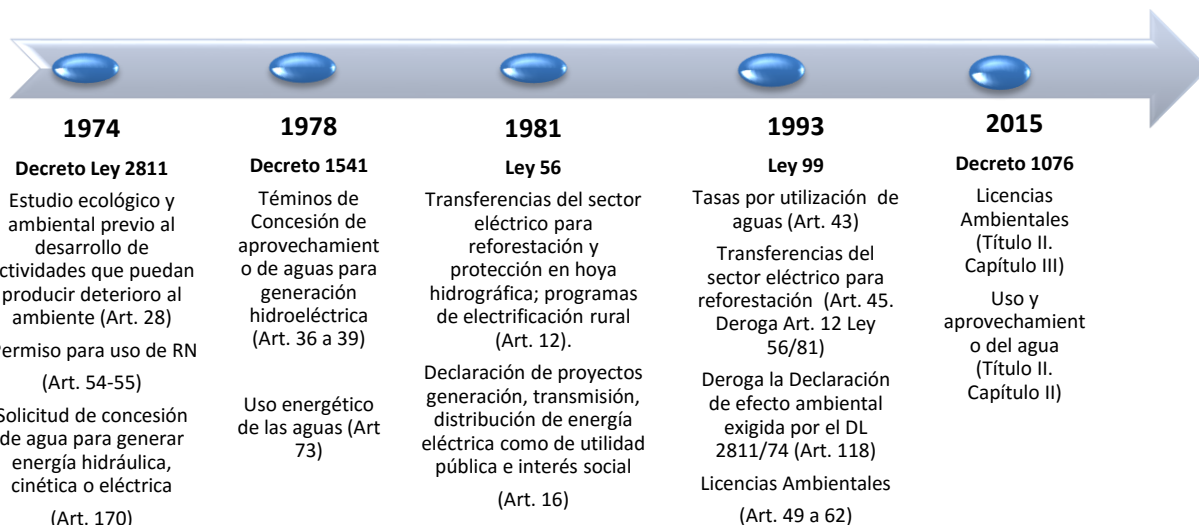 1974
Decreto Ley 2811
Estudio ecológico y
ambiental previo al
desarrollo de
ctividades que puedan
producir deterioro al
ambiente (Art. 28)
Permiso para uso de RN
(Art. 54-55)
Solicitud de concesión
de agua para generar
energía hidráulica,
cinética o eléctrica
(Art. 170)
1978
Decreto 1541
Téminos de
Concesión de
aprovechamient
o de aguas para
generación
hidroeléctrica
(Art. 36 a 39)
Uso energético
de las aguas (Art
73)
1981
Ley 56
Transferencias del sector
eléctrico para
reforestación y
protección en hoya
hidrográfica; programas
de electrificación rural
(Art. 12).
Declaración de proyectos
generación, transmisión,
distribución de energía
eléctrica como de utilidad
pública e interés social
(Art. 16)
1993
Ley 99
Tasas por utilización de
aguas (Art. 43)
Transferencias del
sector eléctrico para
reforestación (Art. 45.
Deroga Art. 12 Ley
56/81)
Deroga la Declaración
de efecto ambiental
exigida por el DL
2811/74 (Art. 118)
Licencias Ambientales
(Art. 49 a 62)
2015
Decreto 1076
Licencias
Ambientales
(Título II.
Capítulo III)
Uso y
aprovechamient
o del agua
(Título II.
Capítulo II)